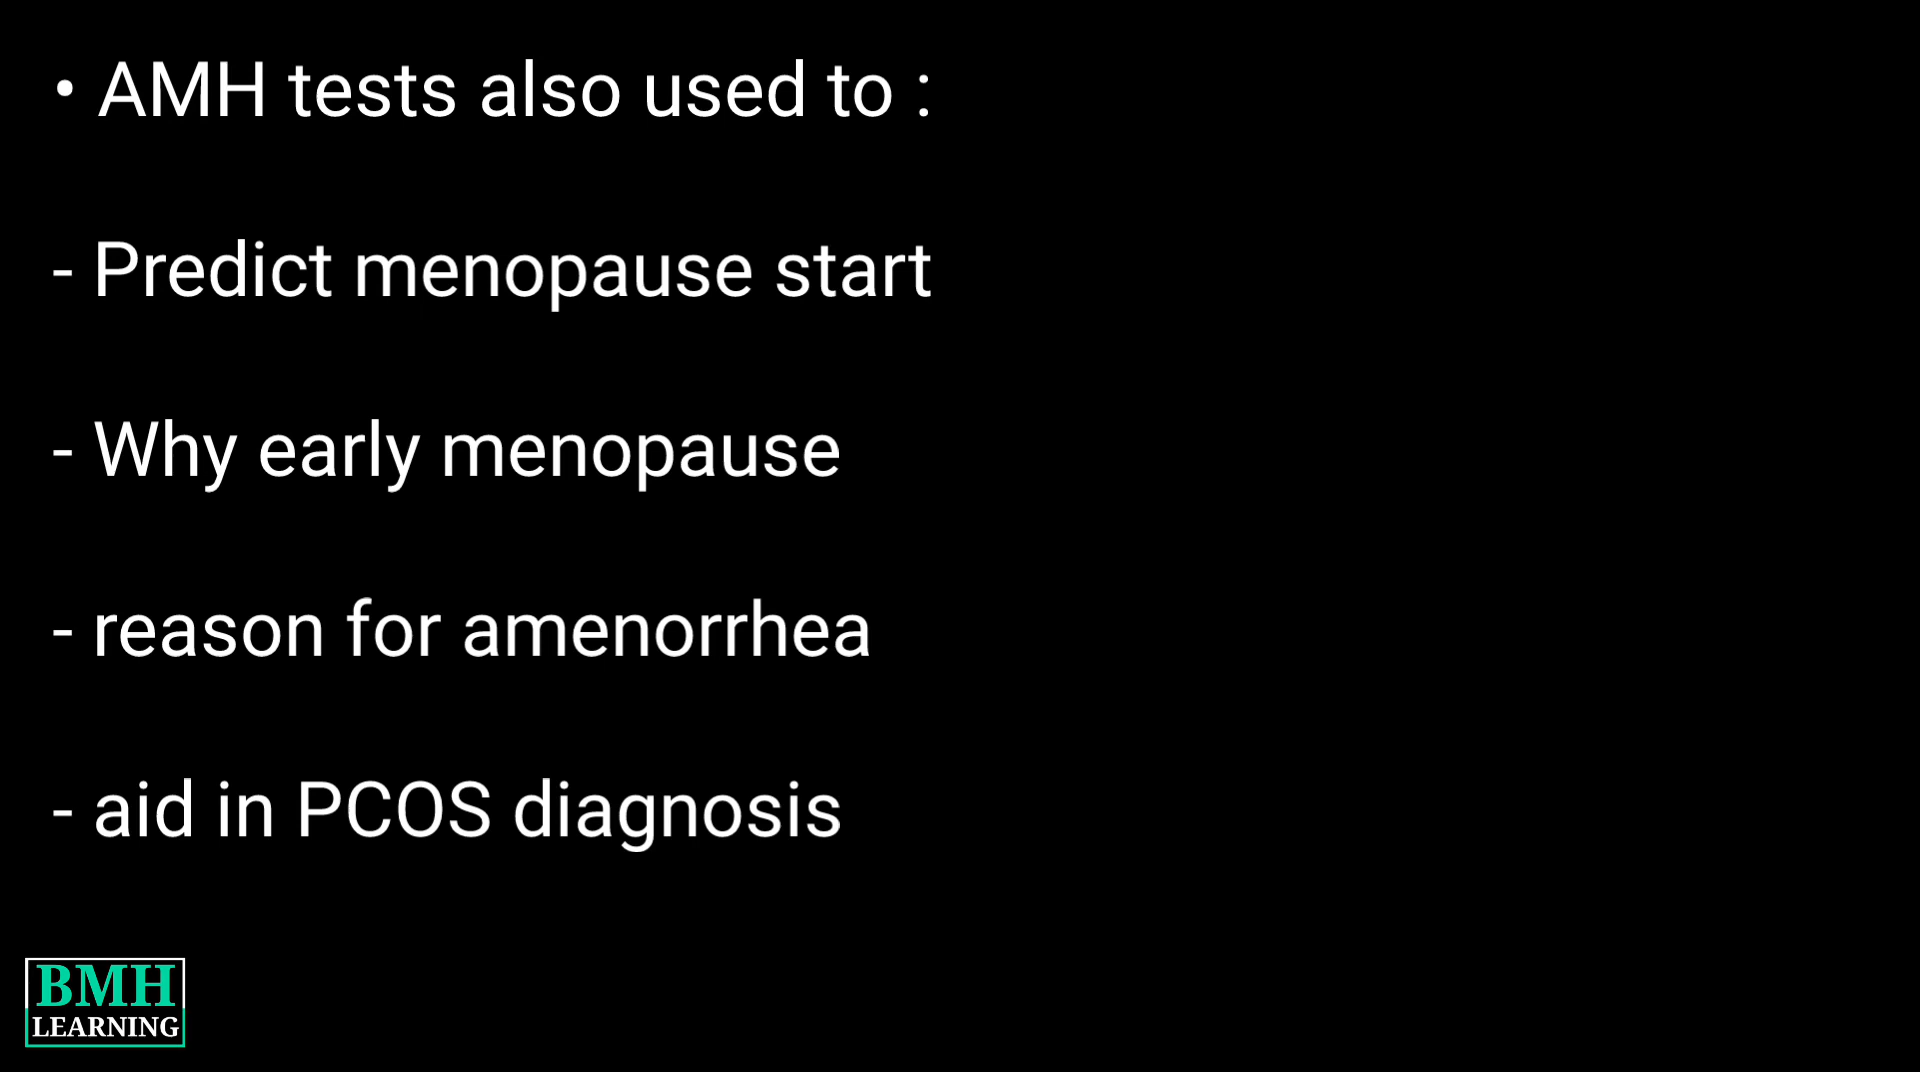 • AMH tests also used to :
- Predict menopause start
- Why early menopause
- reason for amenorrhea
- aid in PCOS diagnosis
BMH
LEARNING